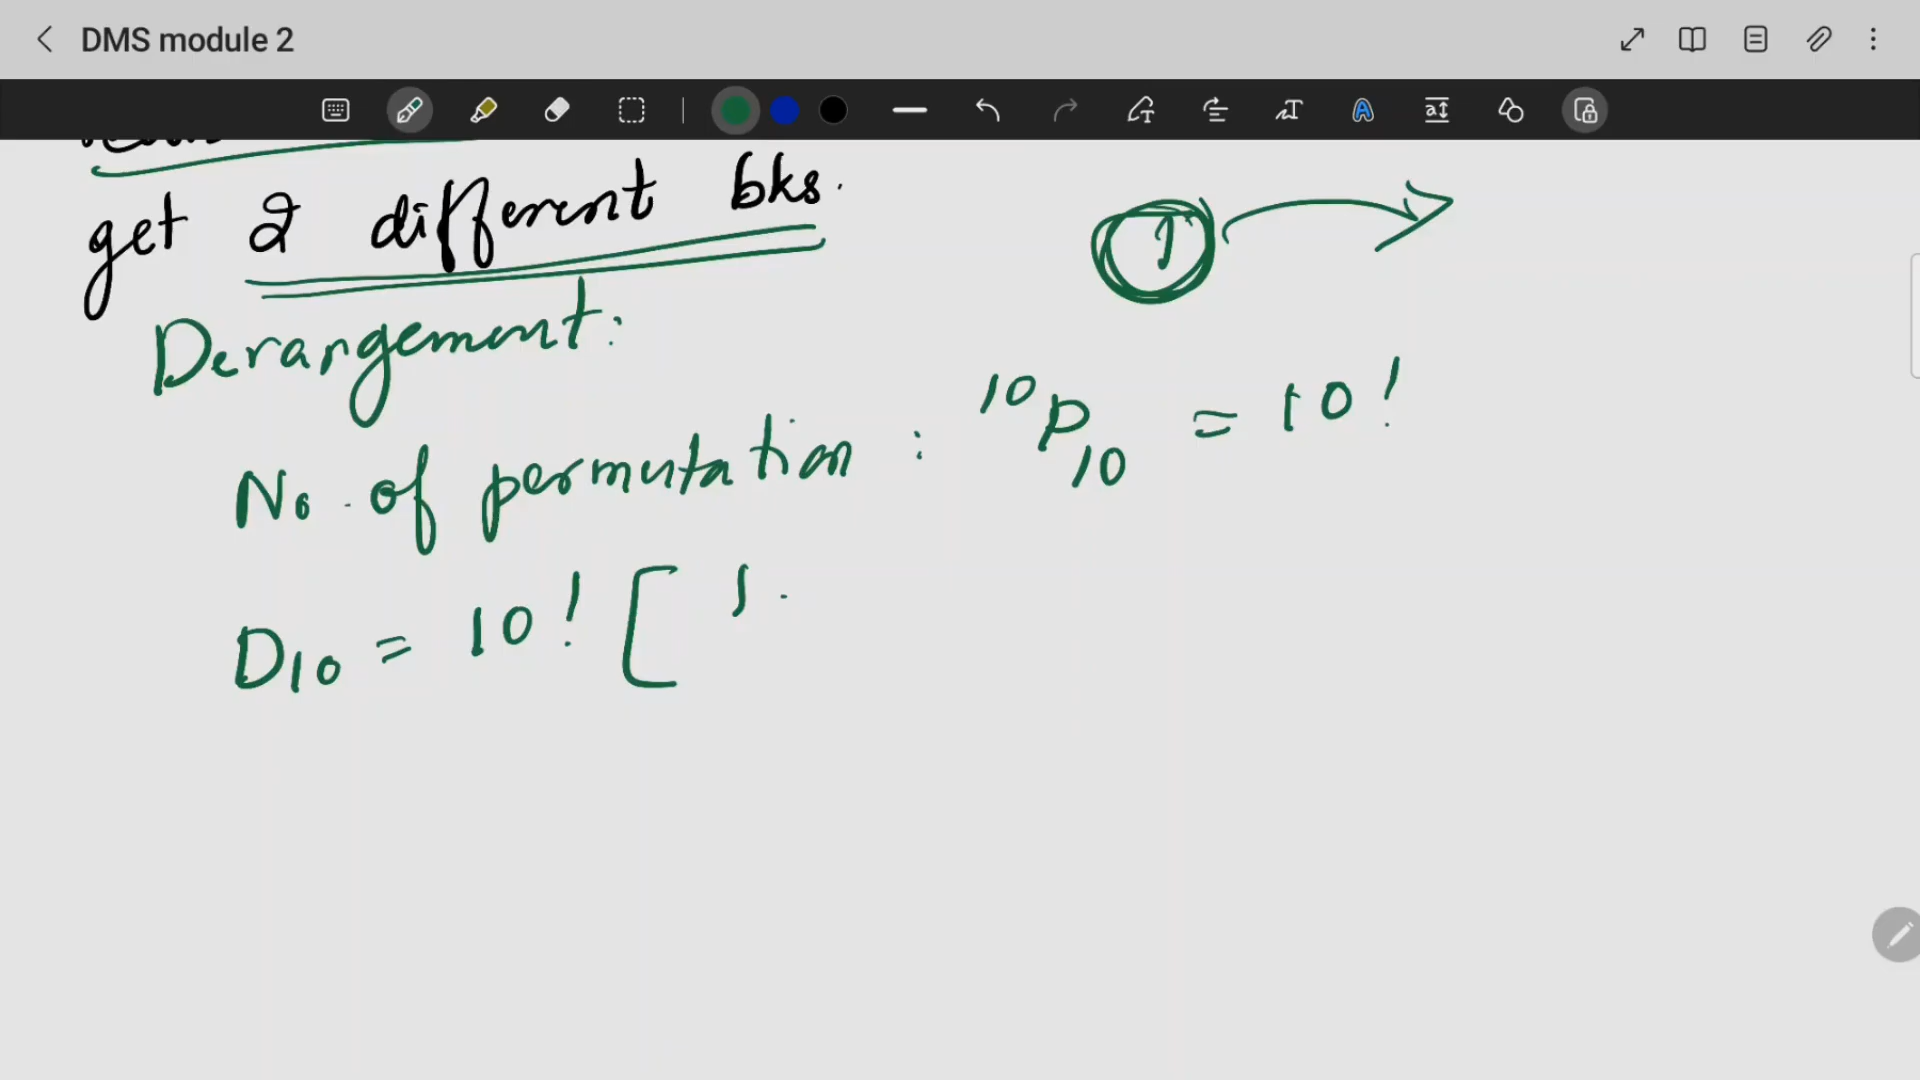 DMS module 2
get 2 different bks.
Derangement:
No. of permutation : ¹⁰P₁₀ = 10!
D₁₀ = 10! [ 1 .